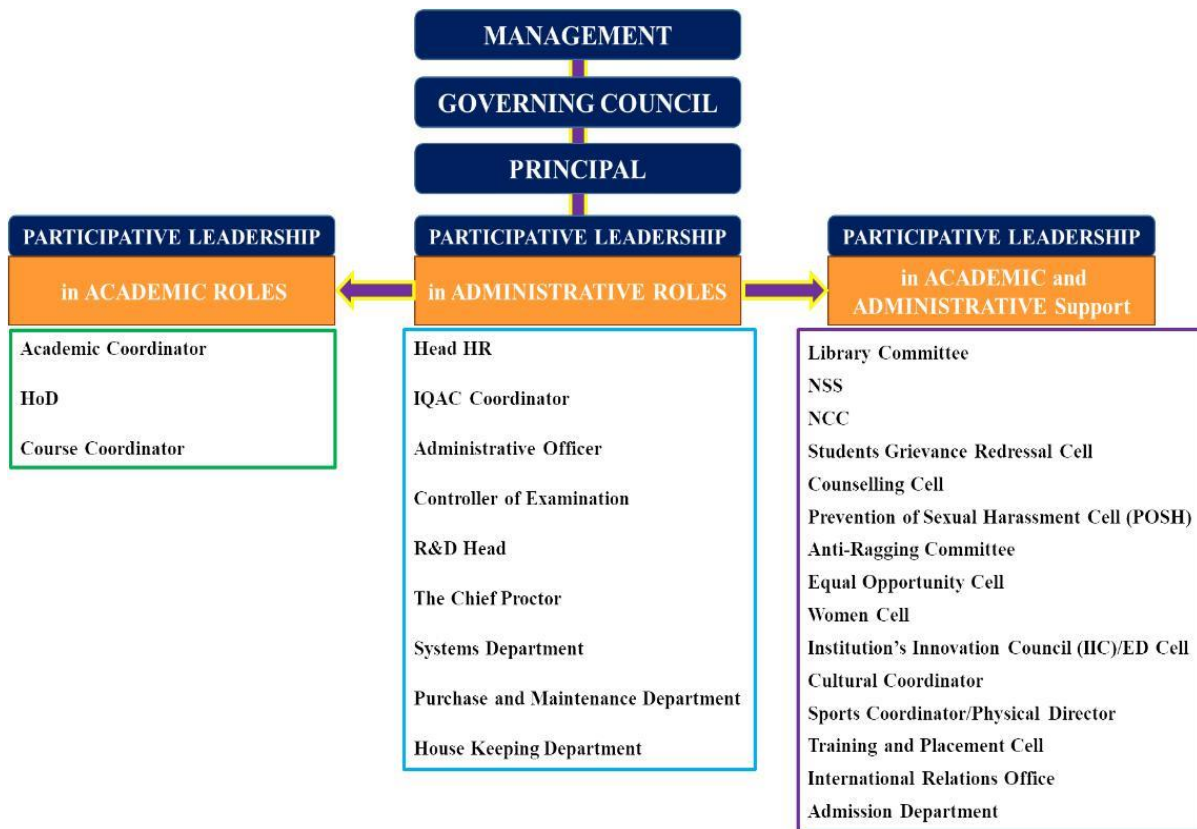 MANAGEMENT
GOVERNING COUNCIL
PRINCIPAL
PARTICIPATIVE LEADERSHIP
in ACADEMIC ROLES
Academic Coordinator
HoD
Course Coordinator
PARTICIPATIVE LEADERSHIP
in ADMINISTRATIVE ROLES
Head HR
IQAC Coordinator
Administrative Officer
Controller of Examination
R&D Head
The Chief Proctor
Systems Department
Purchase and Maintenance Department
House Keeping Department
PARTICIPATIVE LEADERSHIP
in ACADEMIC and
ADMINISTRATIVE Support
Library Committee
NSS
NCC
Students Grievance Redressal Cell
Counselling Cell
Prevention of Sexual Harassment Cell (POSH)
Anti-Ragging Committee
Equal Opportunity Cell
Women Cell
Institution’s Innovation Council (IIC)/ED Cell
Cultural Coordinator
Sports Coordinator/Physical Director
Training and Placement Cell
International Relations Office
Admission Department